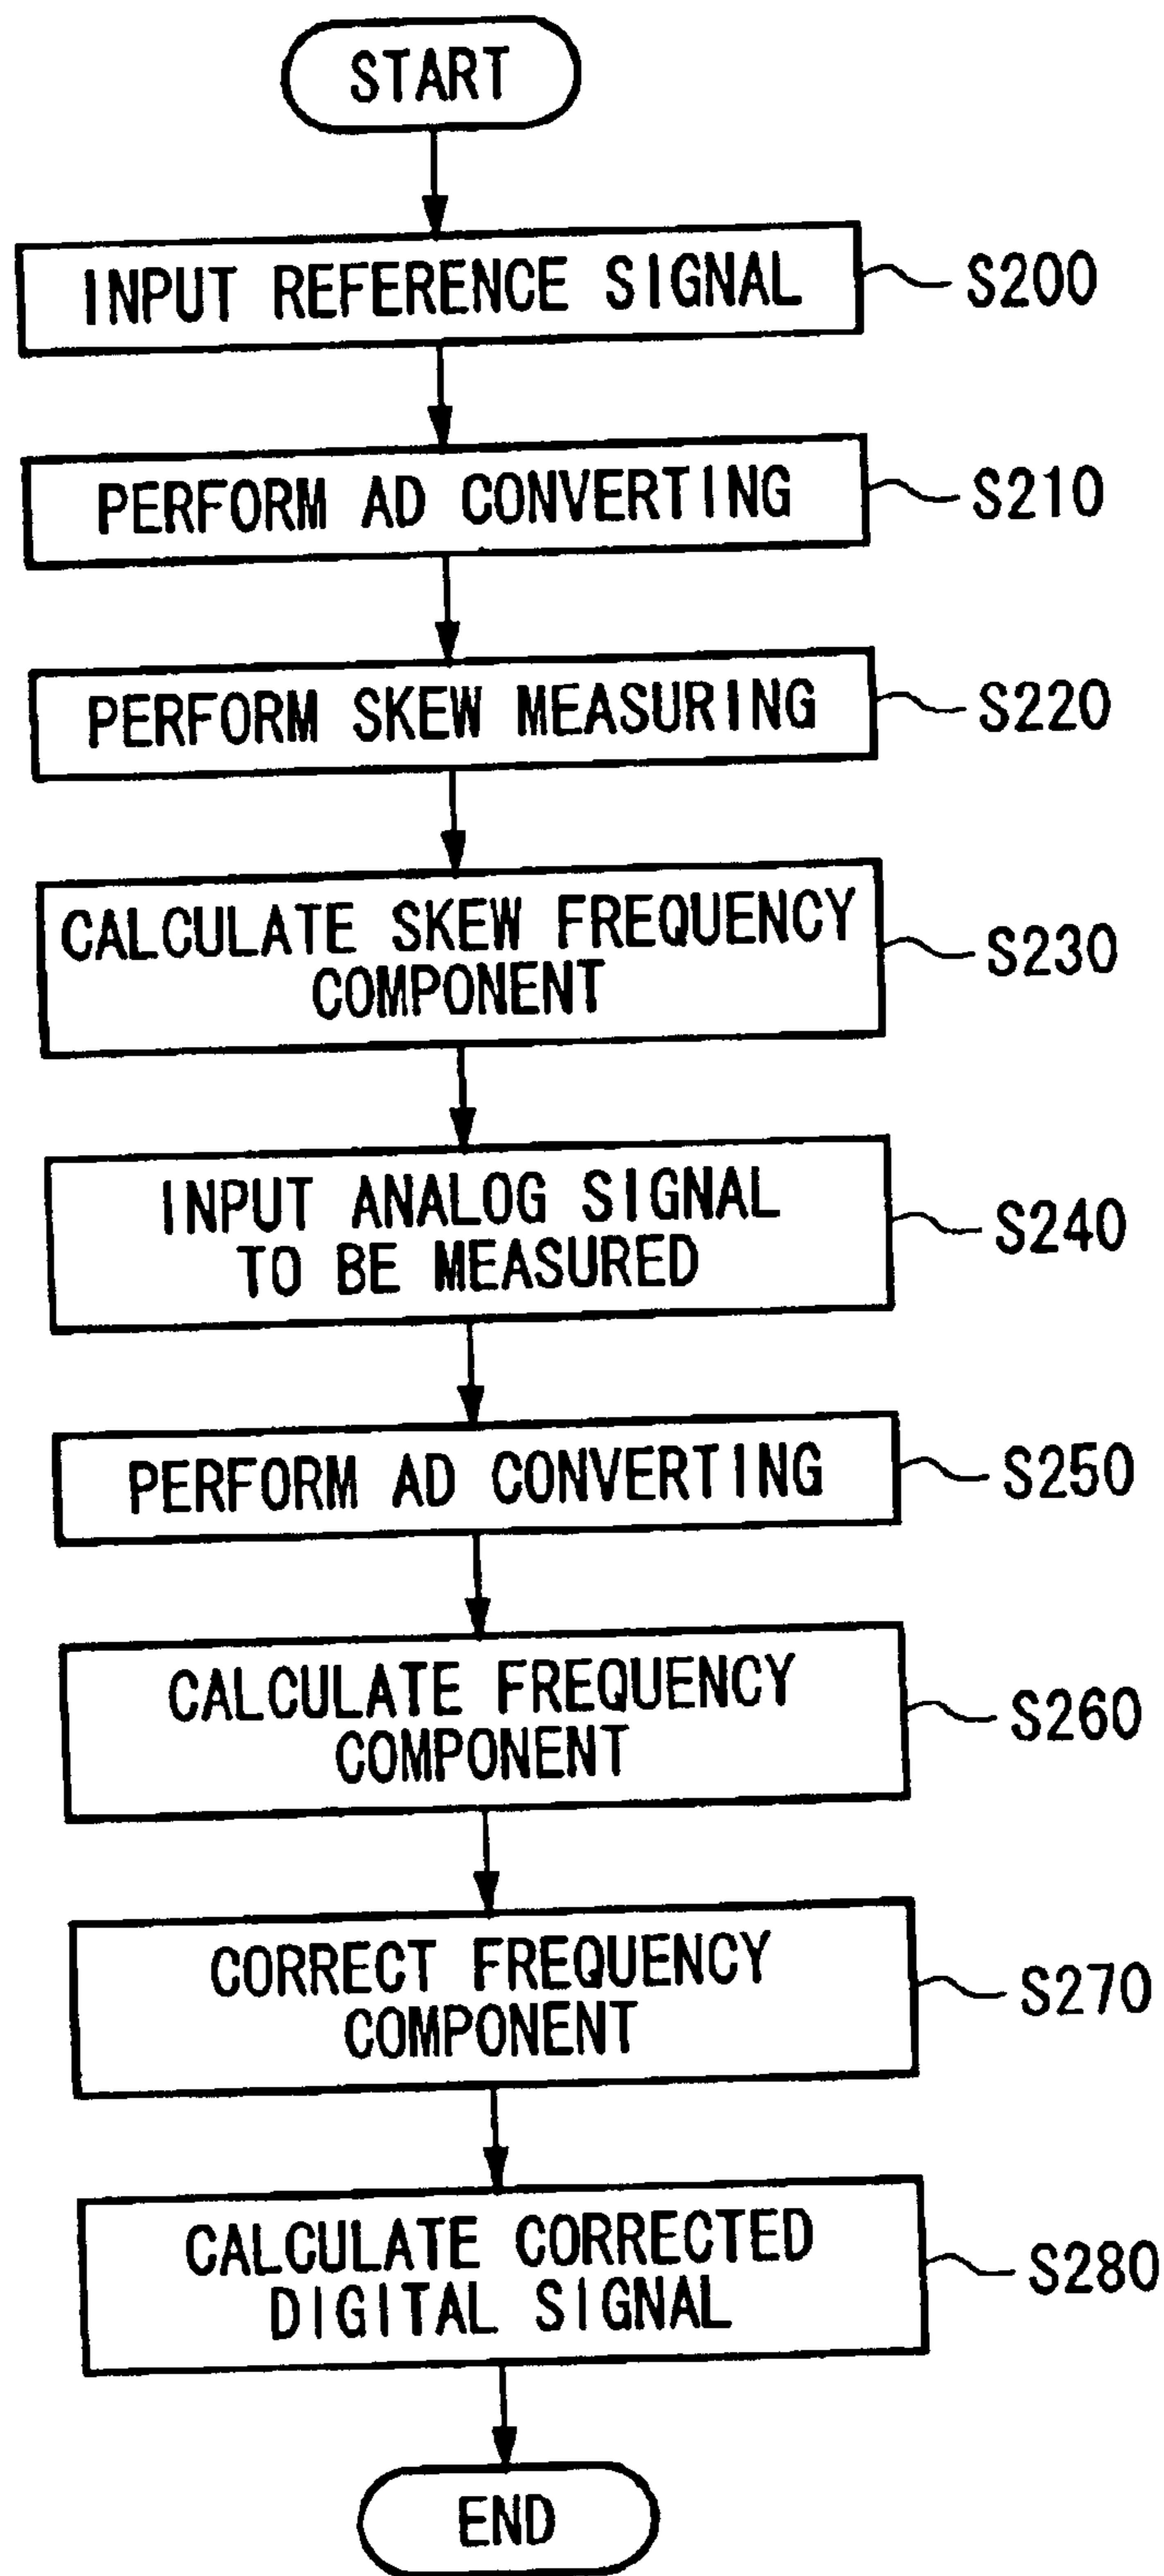 START
INPUT REFERENCE SIGNAL
S200
PERFORM AD CONVERTING
S210
PERFORM SKEW MEASURING
S220
CALCULATE SKEW FREQUENCY
COMPONENT
S230
INPUT ANALOG SIGNAL
TO BE MEASURED
S240
PERFORM AD CONVERTING
S250
CALCULATE FREQUENCY
COMPONENT
S260
CORRECT FREQUENCY
COMPONENT
S270
CALCULATE CORRECTED
DIGITAL SIGNAL
S280
END